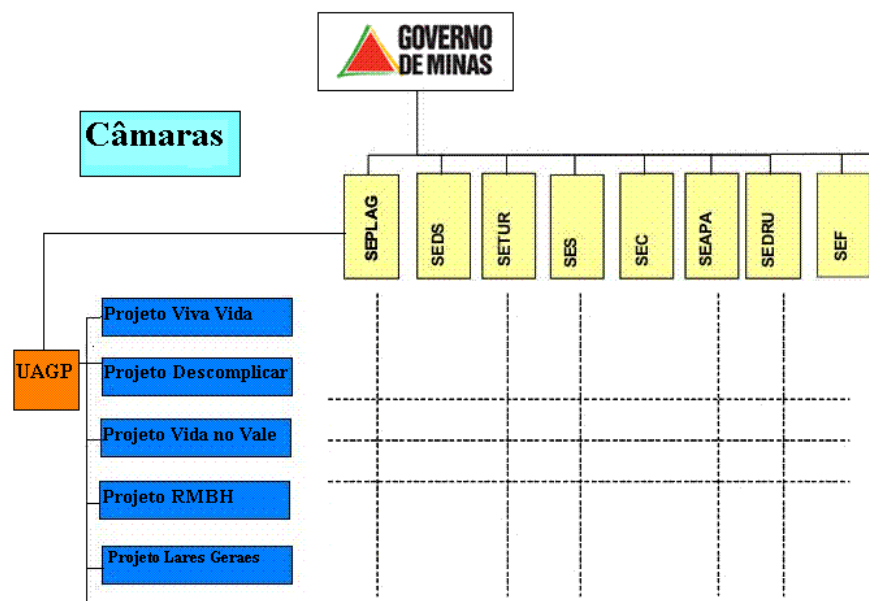 GOVERNO
DE MINAS
Câmaras
SEPLAG
SEDS
SETUR
SES
SEC
SEAPA
SEDRU
SEF
UAGP
Projeto Viva Vida
Projeto Descomplicar
Projeto Vida no Vale
Projeto RMBH
Projeto Lares Geraes